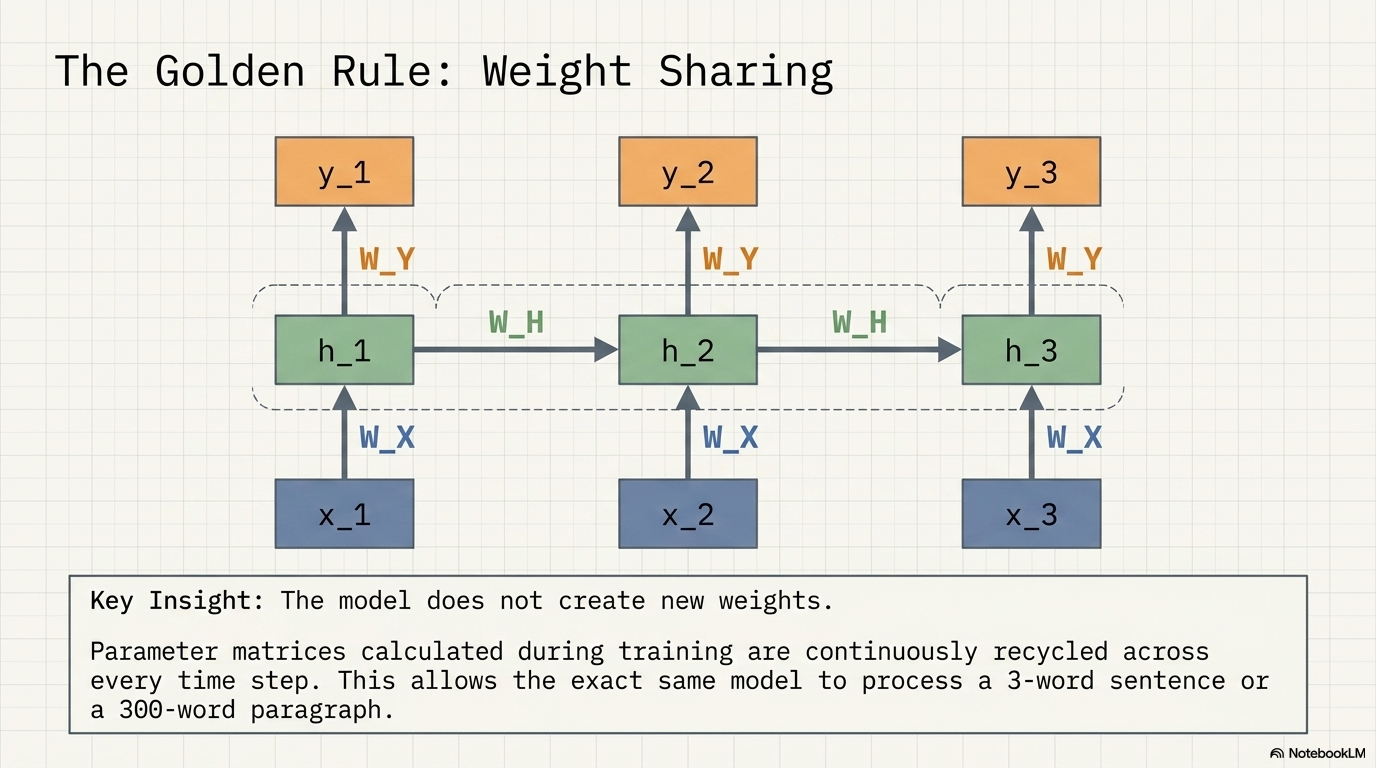 The Golden Rule: Weight Sharing
y_1 y_2 y_3
W_Y W_Y W_Y
W_H W_H
h_1 h_2 h_3
W_X W_X W_X
x_1 x_2 x_3
Key Insight: The model does not create new weights.
Parameter matrices calculated during training are continuously recycled across
every time step. This allows the exact same model to process a 3-word sentence or
a 300-word paragraph.
NotebookLM